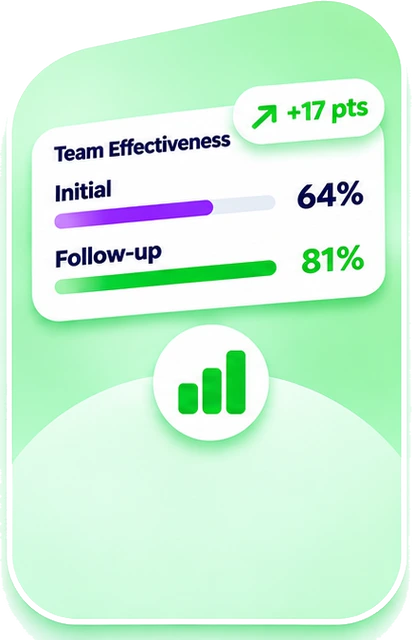 +17 pts
Team Effectiveness
Initial
64%
Follow-up
81%